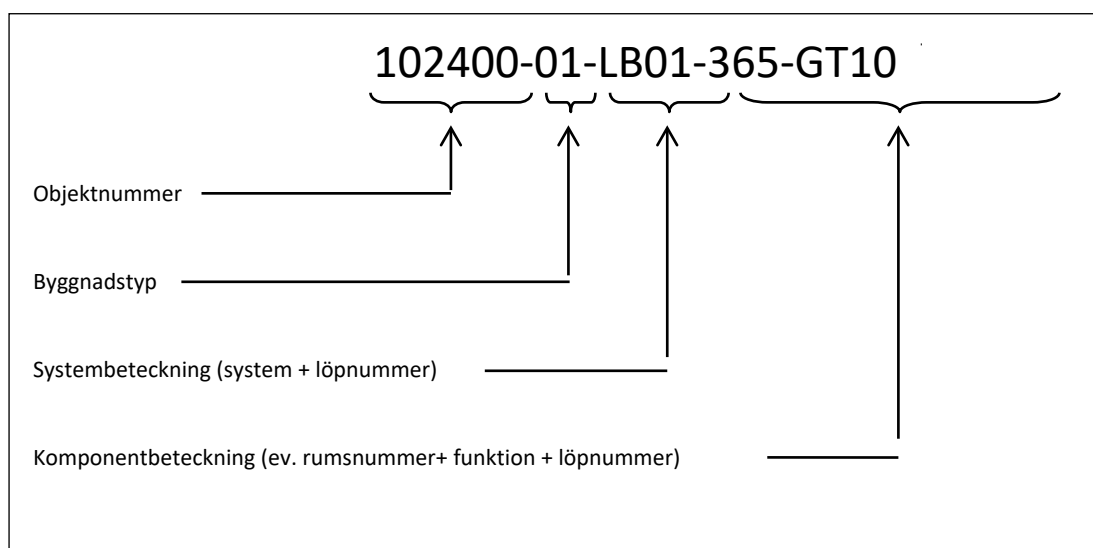 102400-01-LB01-365-GT10
Objektnummer
Byggnadstyp
Systembeteckning (system + löpnummer)
Komponentbeteckning (ev. rumsnummer+ funktion + löpnummer)